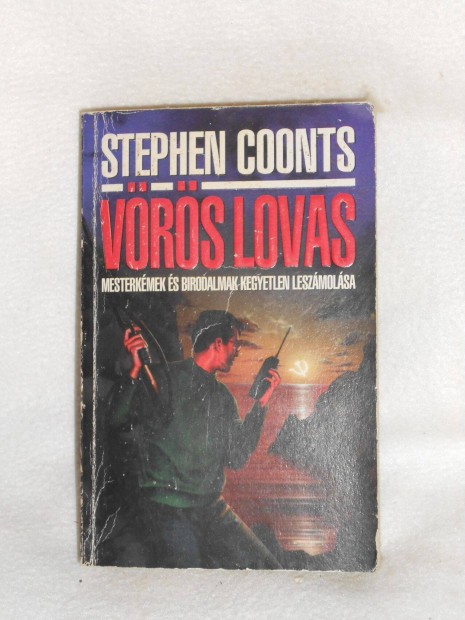 STEPHEN COONTS
VÖRÖS LOVAS
MESTERKÉMEK ÉS BIRODALMAK KEGYETLEN LESZÁMOLÁSA